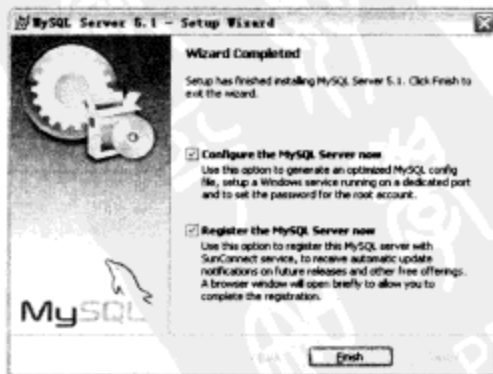 MySQL Server 5.1 - Setup Wizard
Wizard Completed
Setup has finished installing MySQL Server 5.1. Click Finish to
exit the wizard.
Configure the MySQL Server now
Use this option to generate an optimized MySQL config
file, setup a Windows service running on a dedicated port
and to set the password for the root account.
Register the MySQL Server now
Use this option to register this MySQL server with
SunConnect service, to receive automatic update
notifications on future releases and other free offerings.
A browser window will open briefly to allow you to
complete the registration.
MySQL
Finish